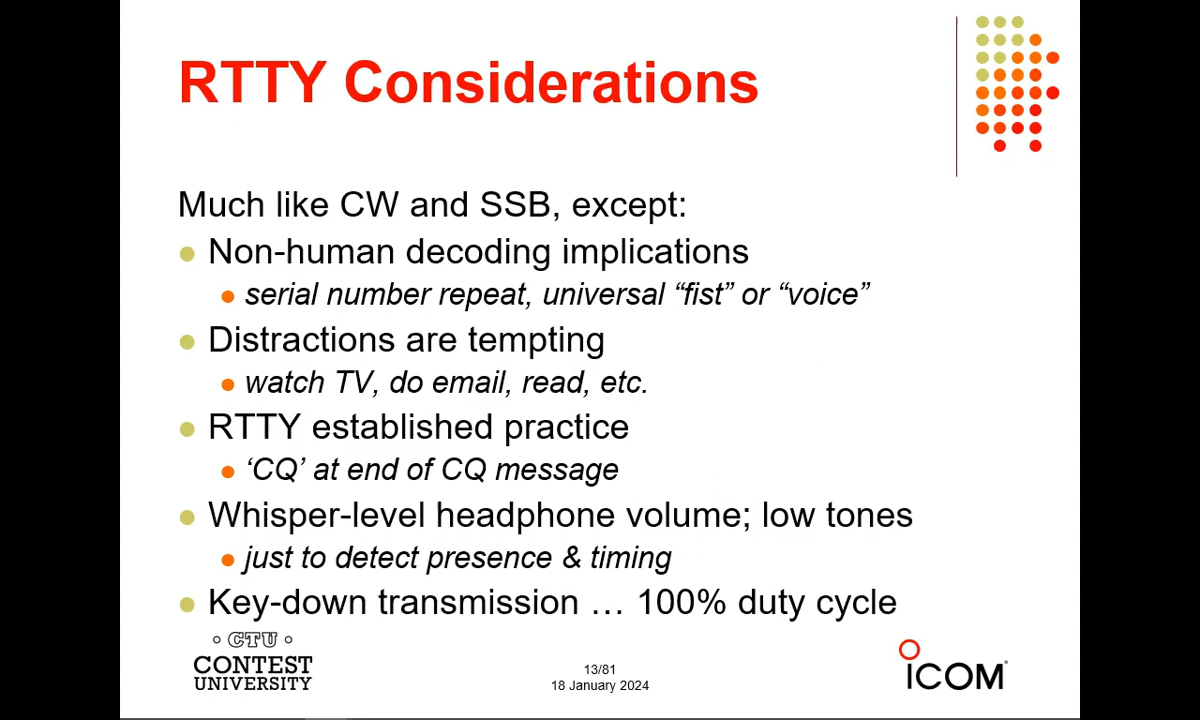 RTTY Considerations
Much like CW and SSB, except:
Non-human decoding implications
serial number repeat, universal “fist” or “voice”
Distractions are tempting
watch TV, do email, read, etc.
RTTY established practice
‘CQ’ at end of CQ message
Whisper-level headphone volume; low tones
just to detect presence & timing
Key-down transmission … 100% duty cycle
CTU
CONTEST
UNIVERSITY
13/81
18 January 2024
ICOM